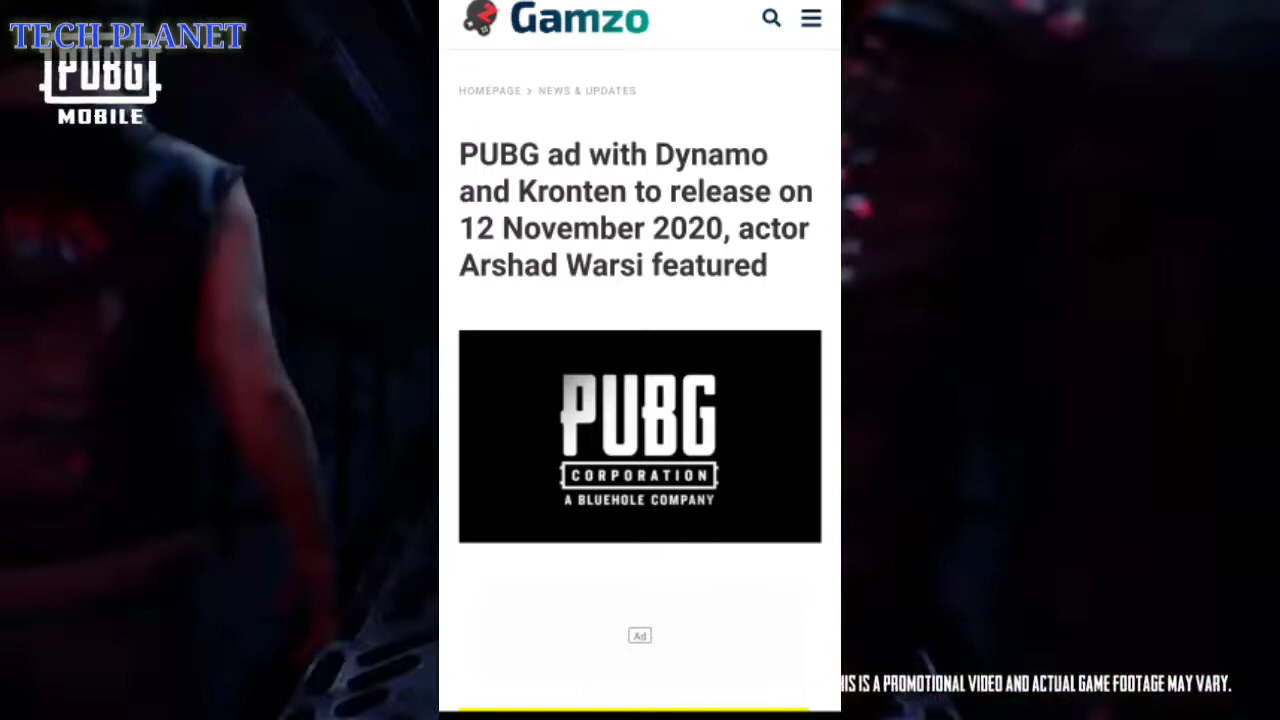 TECH PLANET
PUBG
MOBILE
Gamzo
HOMEPAGE > NEWS & UPDATES
PUBG ad with Dynamo
and Kronten to release on
12 November 2020, actor
Arshad Warsi featured
PUBG
CORPORATION
A BLUEHOLE COMPANY
Ad
HIS IS A PROMOTIONAL VIDEO AND ACTUAL GAME FOOTAGE MAY VARY.